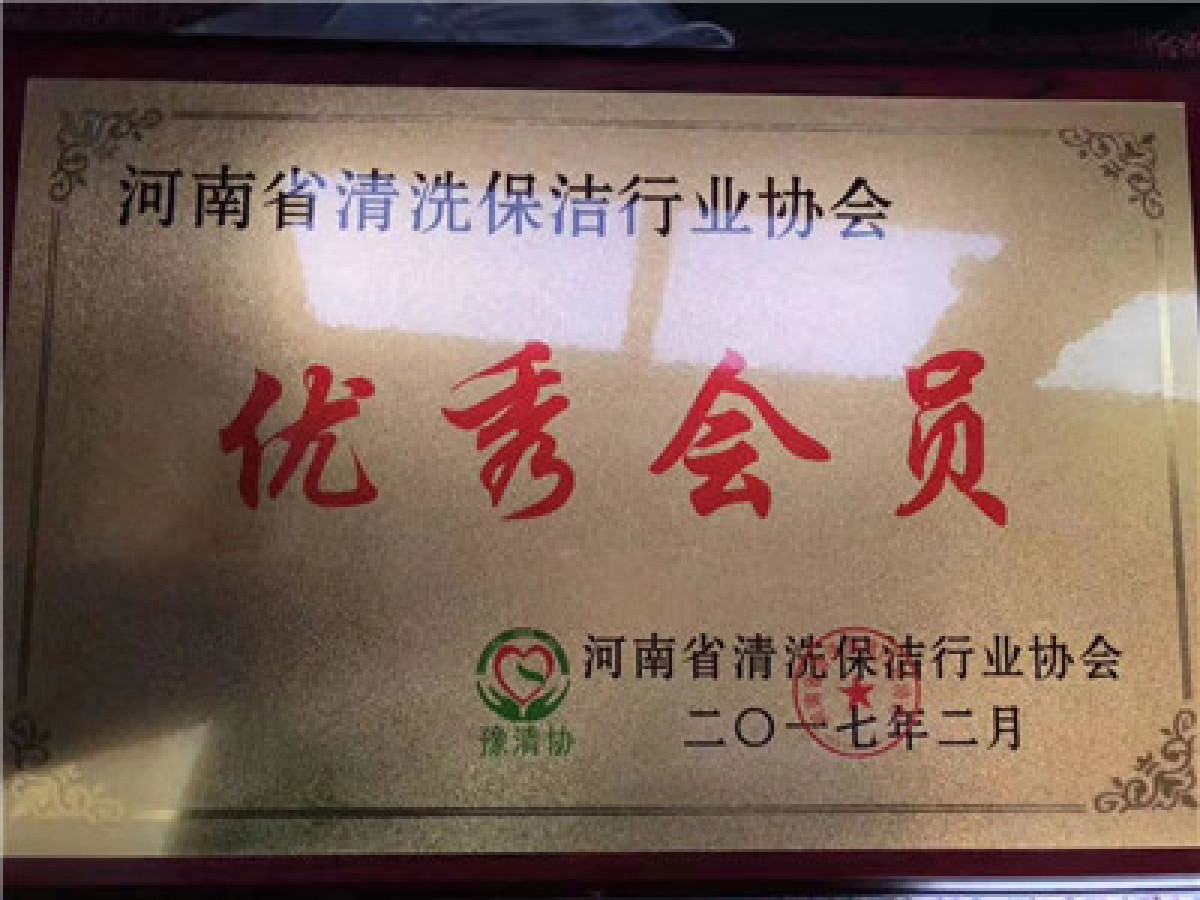 河南省清洗保洁行业协会
优秀会员
河南省清洗保洁行业协会
豫清协
二〇一七年二月